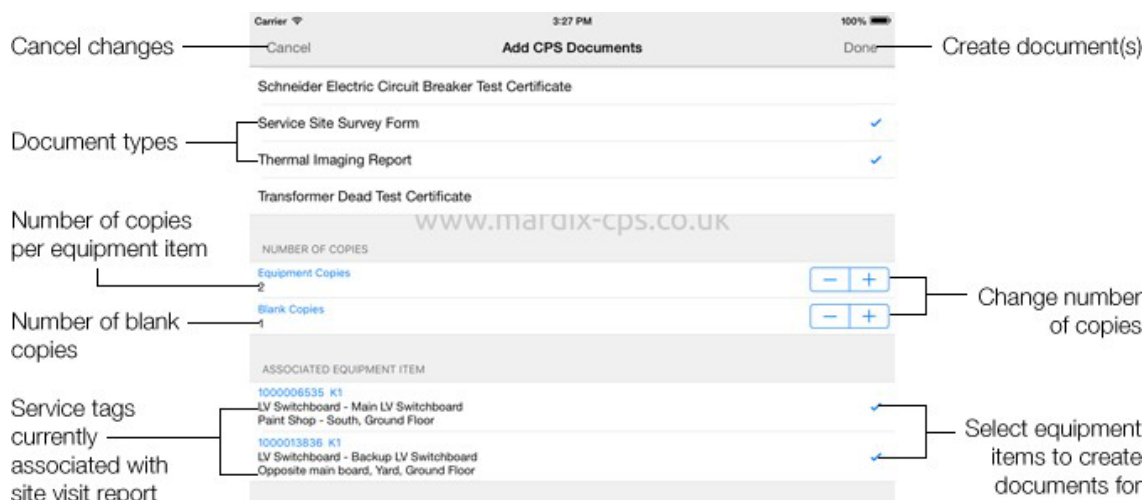 Carrier 3:27 PM 100%
Cancel changes Cancel Add CPS Documents Done Create document(s)
Schneider Electric Circuit Breaker Test Certificate
Service Site Survey Form
Document types
Thermal Imaging Report
Transformer Dead Test Certificate
www.mardix-cps.co.uk
Number of copies
per equipment item
NUMBER OF COPIES
Equipment Copies
2
Blank Copies
1
Number of blank
copies
Change number
of copies
ASSOCIATED EQUIPMENT ITEM
1000006535 K1
LV Switchboard - Main LV Switchboard
Paint Shop - South, Ground Floor
1000013836 K1
LV Switchboard - Backup LV Switchboard
Opposite main board, Yard, Ground Floor
Service tags
currently
associated with
site visit report
Select equipment
items to create
documents for